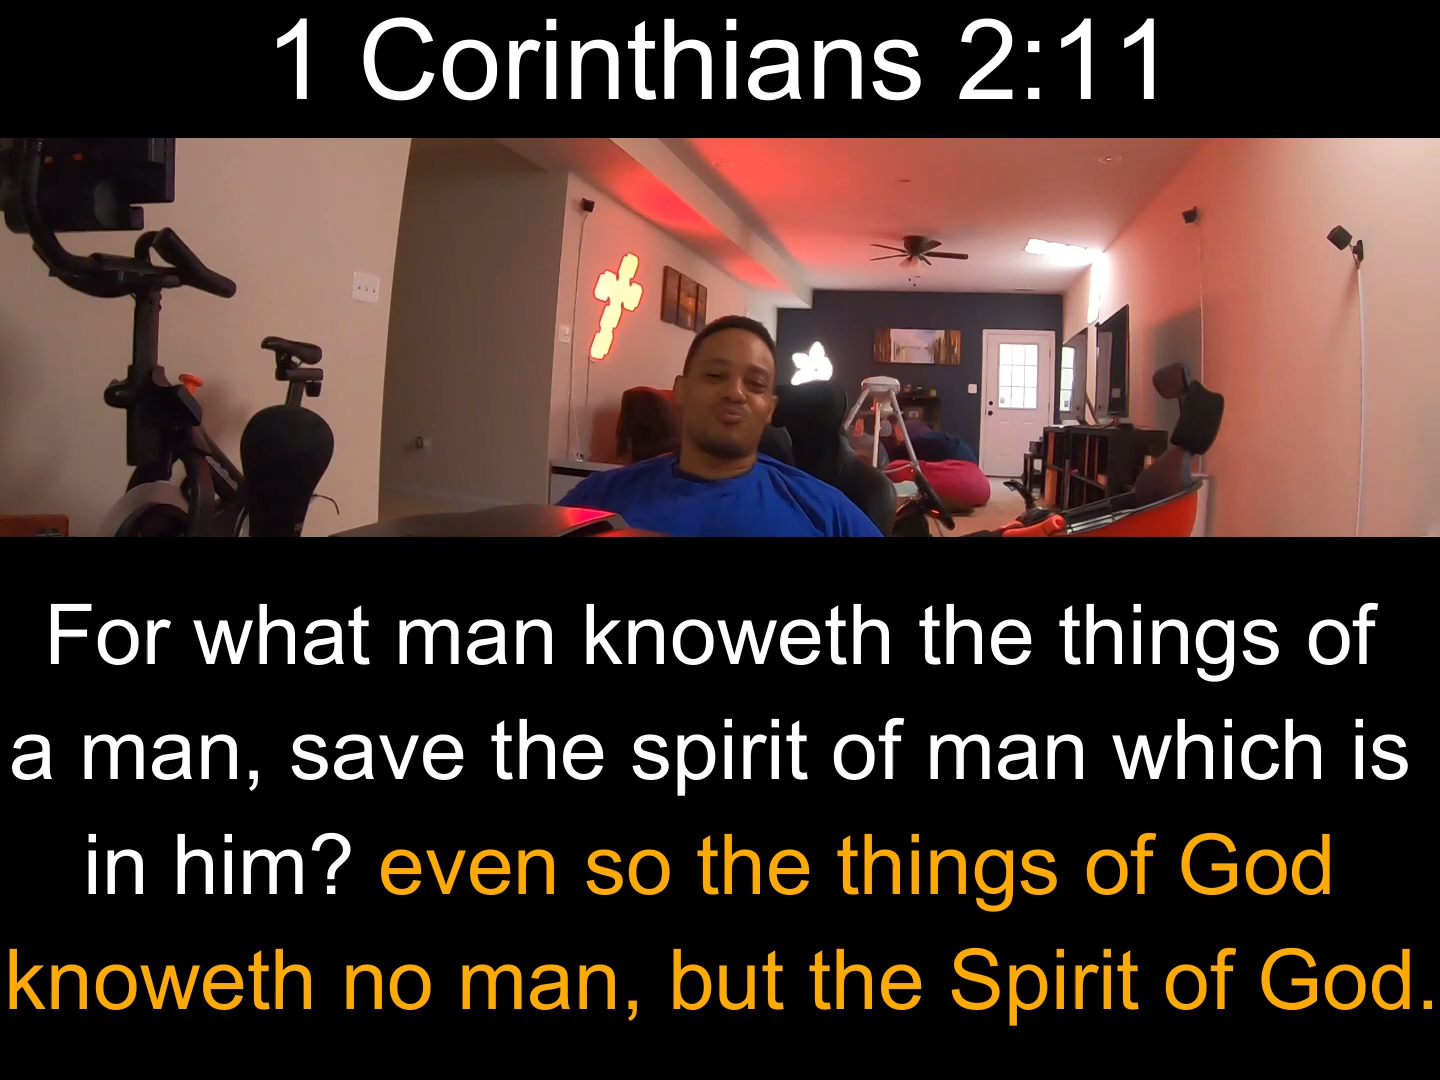 1 Corinthians 2:11
For what man knoweth the things of
a man, save the spirit of man which is
in him? even so the things of God
knoweth no man, but the Spirit of God.